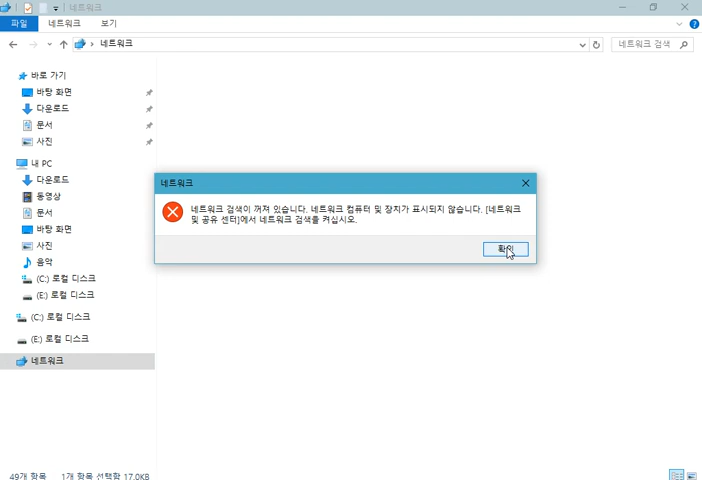 네트워크
파일 네트워크 보기
네트워크
네트워크 검색
바로 가기
바탕 화면
다운로드
문서
사진
내 PC
다운로드
동영상
문서
바탕 화면
사진
음악
(C:) 로컬 디스크
(E:) 로컬 디스크
(C:) 로컬 디스크
(E:) 로컬 디스크
네트워크
네트워크
네트워크 검색이 꺼져 있습니다. 네트워크 컴퓨터 및 장치가 표시되지 않습니다. [네트워크
및 공유 센터]에서 네트워크 검색을 켜십시오.
확인
49개 항목 1개 항목 선택함 17.0KB